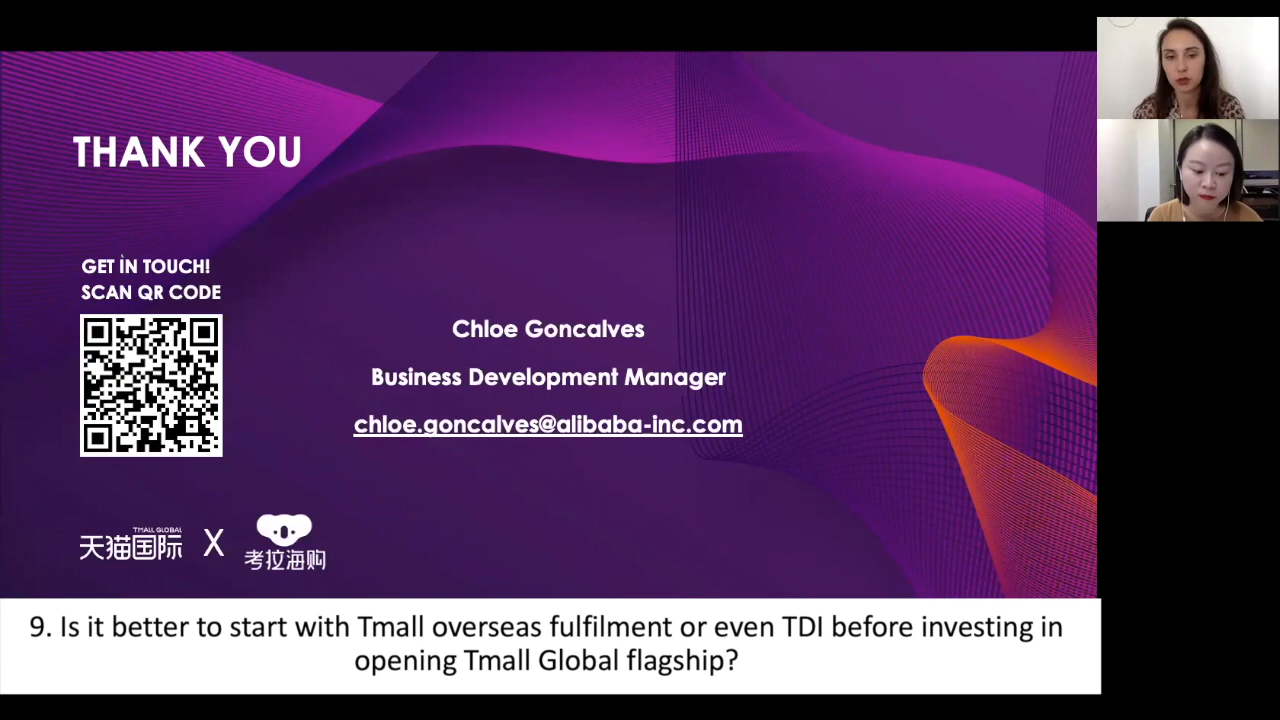 THANK YOU
GET IN TOUCH!
SCAN QR CODE
Chloe Goncalves
Business Development Manager
chloe.goncalves@alibaba-inc.com
TMALL GLOBAL
天猫国际 X 考拉海购
9. Is it better to start with Tmall overseas fulfilment or even TDI before investing in
opening Tmall Global flagship?